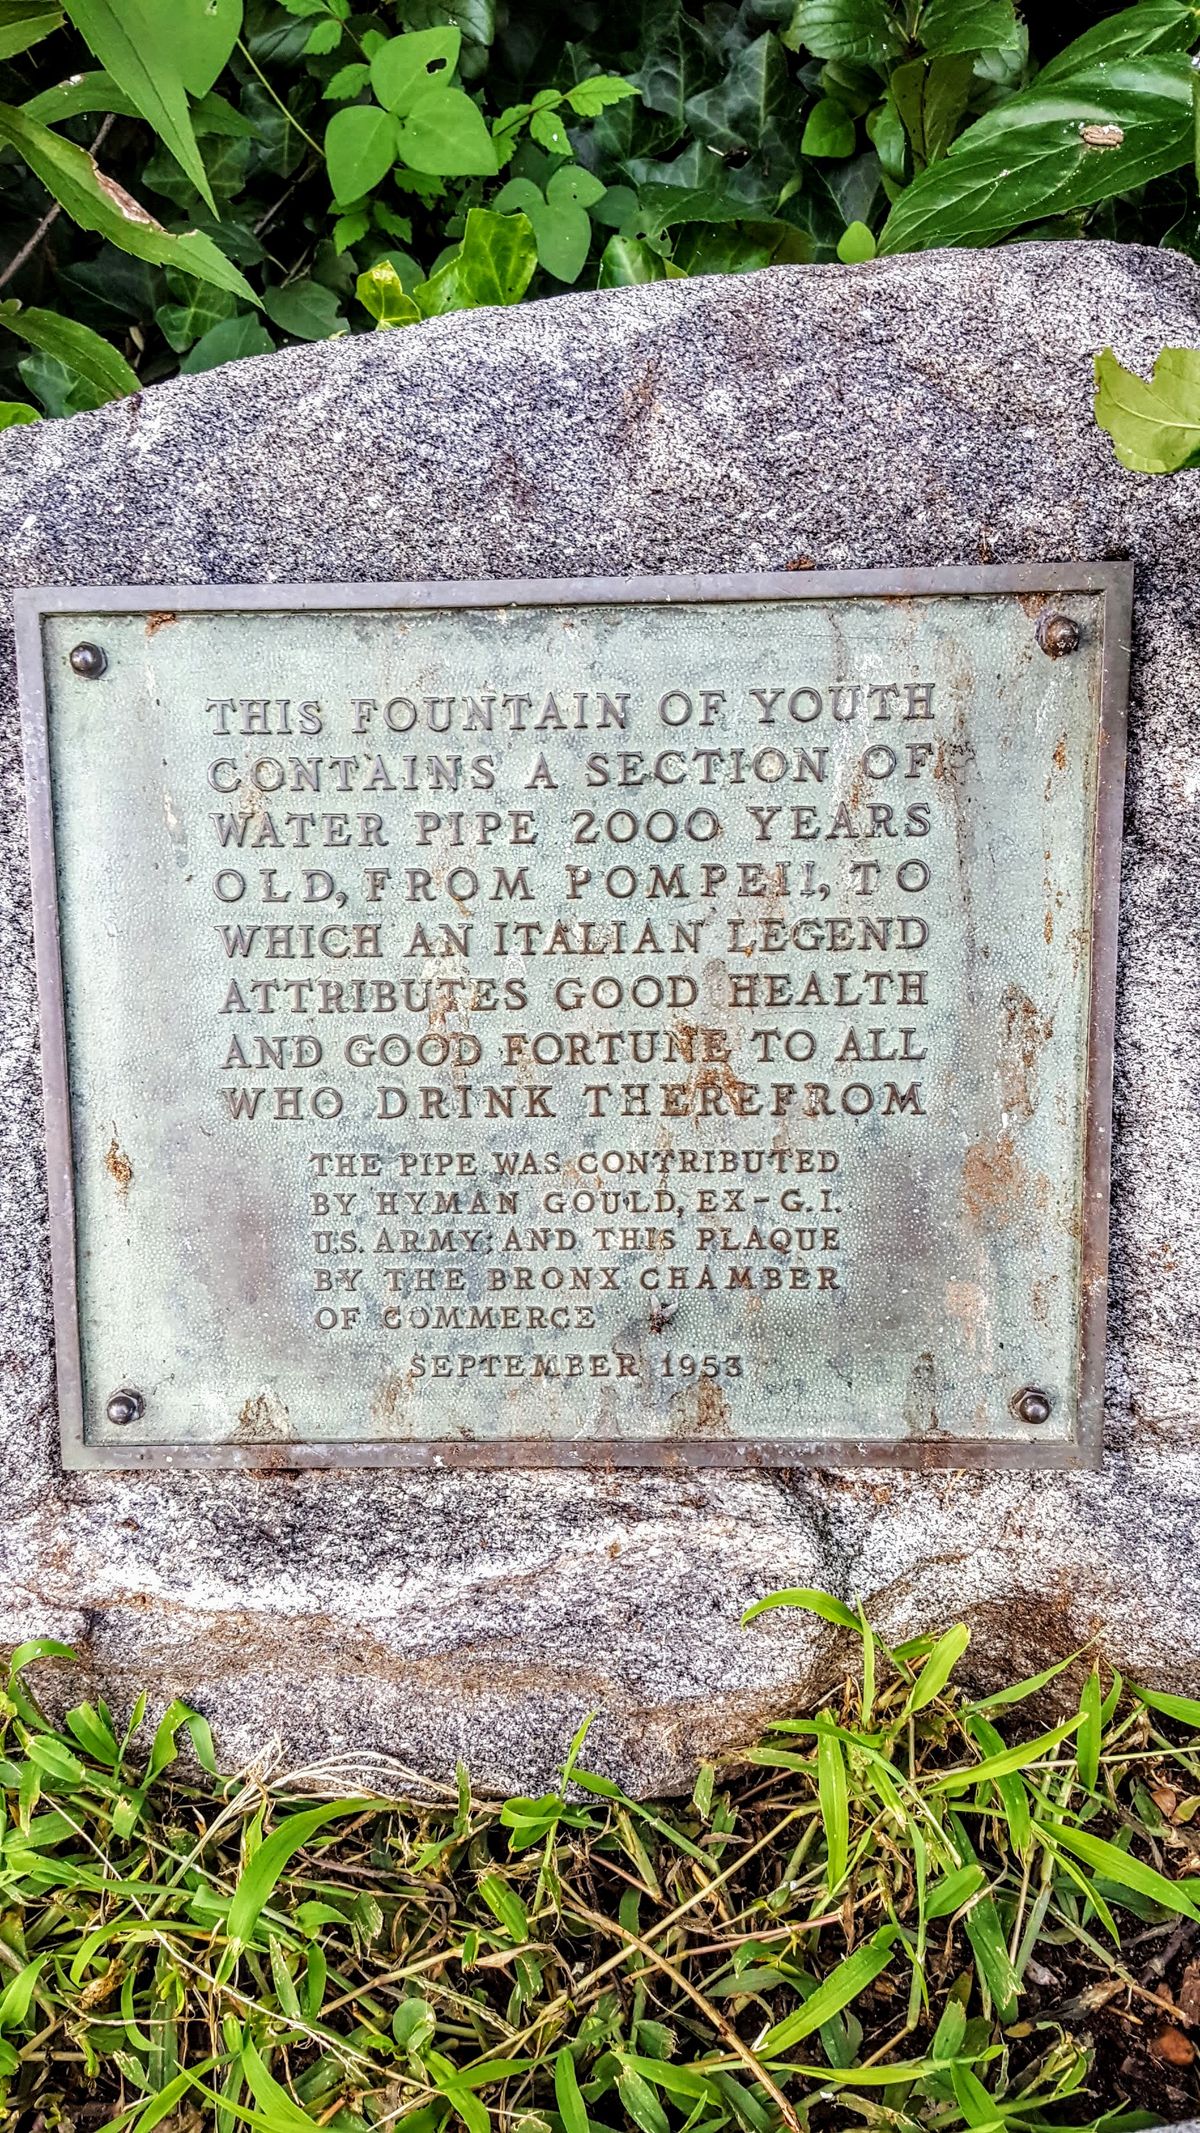 THIS FOUNTAIN OF YOUTH
CONTAINS A SECTION OF
WATER PIPE 2000 YEARS
OLD, FROM POMPEII, TO
WHICH AN ITALIAN LEGEND
ATTRIBUTES GOOD HEALTH
AND GOOD FORTUNE TO ALL
WHO DRINK THEREFROM
THE PIPE WAS CONTRIBUTED
BY HYMAN GOULD, EX-G.I.
U.S. ARMY; AND THIS PLAQUE
BY THE BRONX CHAMBER
OF COMMERCE
SEPTEMBER 1953